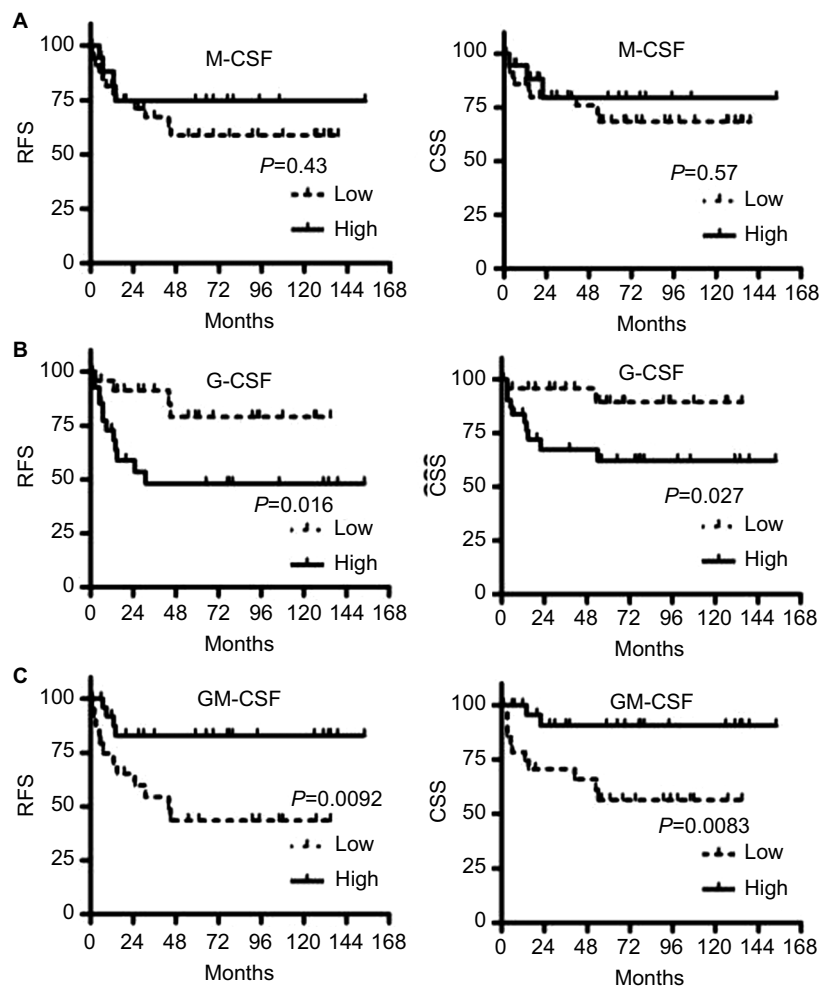 A
M-CSF
RFS
100
75
50
25
0
P=0.43
Low
High
0 24 48 72 96 120 144 168
Months
M-CSF
CSS
100
75
50
25
0
P=0.57
Low
High
0 24 48 72 96 120 144 168
Months
B
G-CSF
RFS
100
75
50
25
0
P=0.016
Low
High
0 24 48 72 96 120 144 168
Months
G-CSF
CSS
100
75
50
25
0
P=0.027
Low
High
0 24 48 72 96 120 144 168
Months
C
GM-CSF
RFS
100
75
50
25
0
P=0.0092
Low
High
0 24 48 72 96 120 144 168
Months
GM-CSF
CSS
100
75
50
25
0
P=0.0083
Low
High
0 24 48 72 96 120 144 168
Months